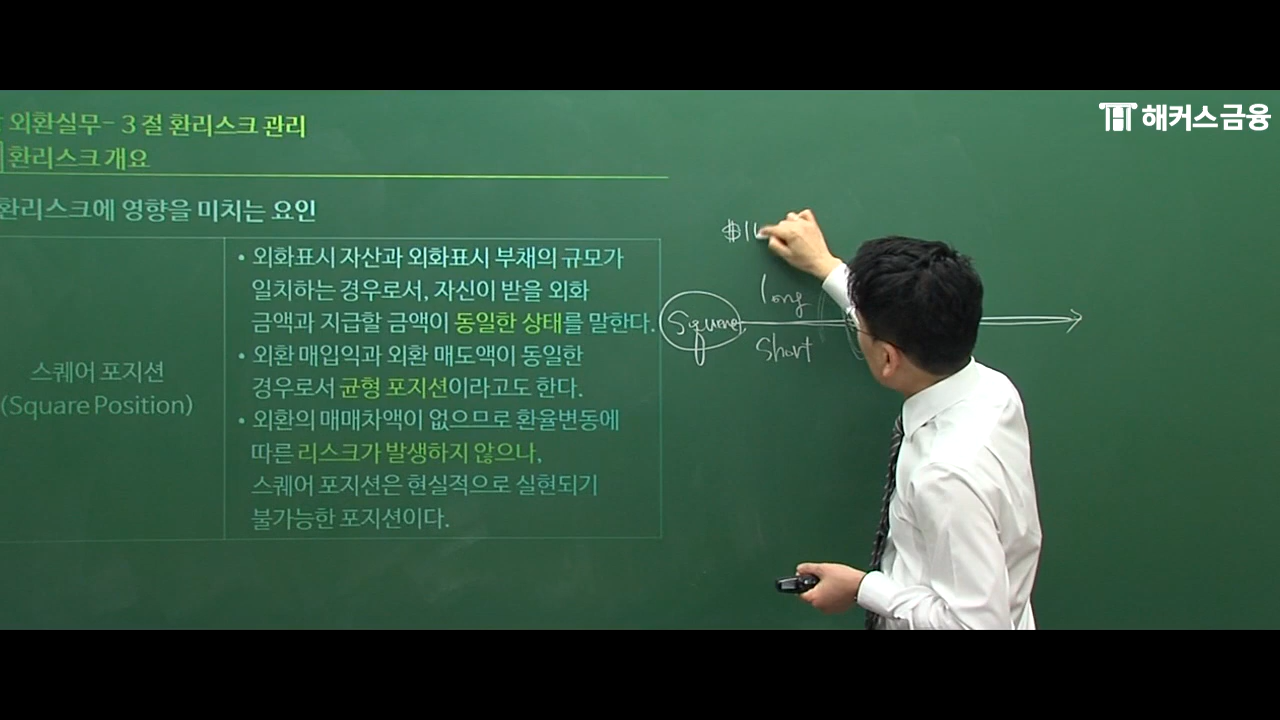 해커스금융
외환실무- 3절 환리스크 관리
환리스크 개요
환리스크에 영향을 미치는 요인
스퀘어 포지션
(Square Position)
• 외화표시 자산과 외화표시 부채의 규모가
일치하는 경우로서, 자신이 받을 외화
금액과 지급할 금액이 동일한 상태를 말한다.
• 외환 매입익과 외환 매도액이 동일한
경우로서 균형 포지션이라고도 한다.
• 외환의 매매차액이 없으므로 환율변동에
따른 리스크가 발생하지 않으나,
스퀘어 포지션은 현실적으로 실현되기
불가능한 포지션이다.
$1
long
Square
Short